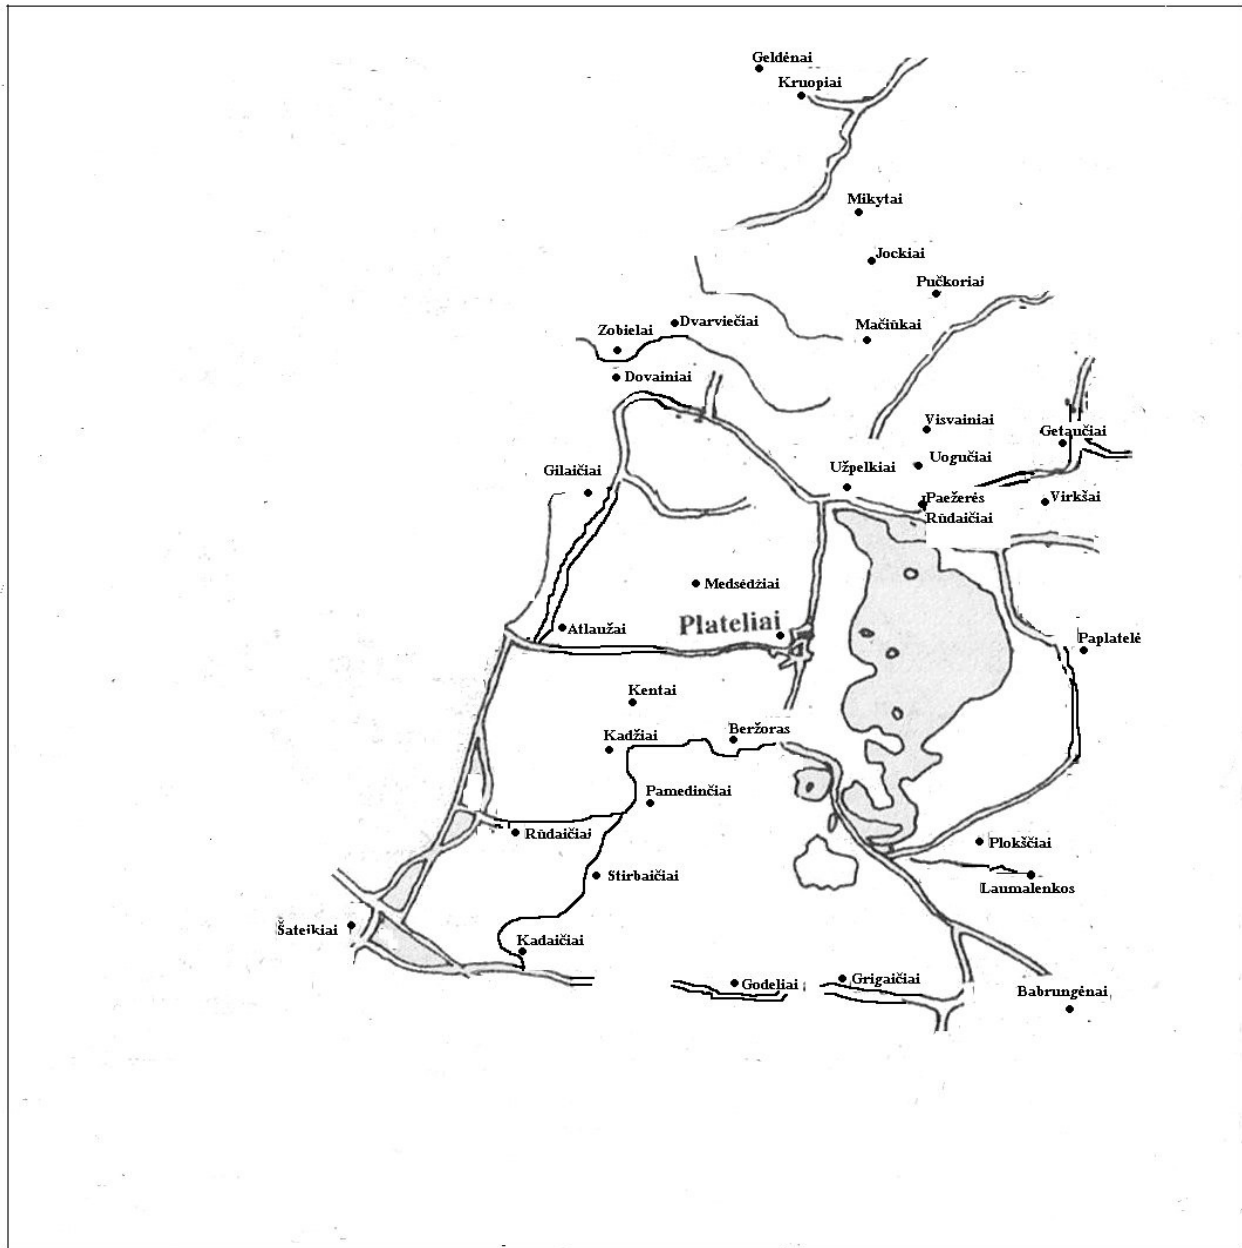 Geldėnai
Kruopiai
Mikytai
Jockiai
Pučkoriai
Dvarviečiai
Zobielai
Mačiūkai
Dovainiai
Visvainiai
Getaučiai
Gilaičiai
Užpelkiai
Uogučiai
Paežerės
Rūdaičiai
Virkšai
Medsėdžiai
Atlaužai
Plateliai
Paplatelė
Kentai
Kadžiai
Beržoras
Pamedinčiai
Rūdaičiai
Plokščiai
Stirbaičiai
Laumalenkos
Šateikiai
Kadaičiai
Godeliai
Grigaičiai
Babrungėnai